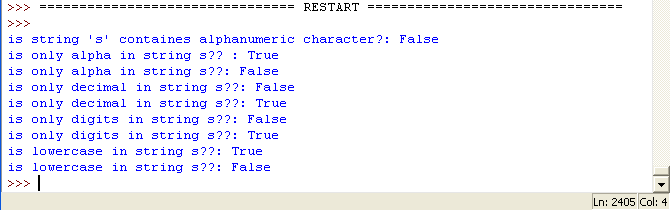 >>> ================================ RESTART ================================
>>>
is string 's' containes alphanumeric character?: False
is only alpha in string s?? : True
is only alpha in string s??: False
is only decimal in string s??: False
is only decimal in string s??: True
is only digits in string s??: False
is only digits in string s??: True
is lowercase in string s??: True
is lowercase in string s??: False
>>>
Ln: 2405 Col: 4